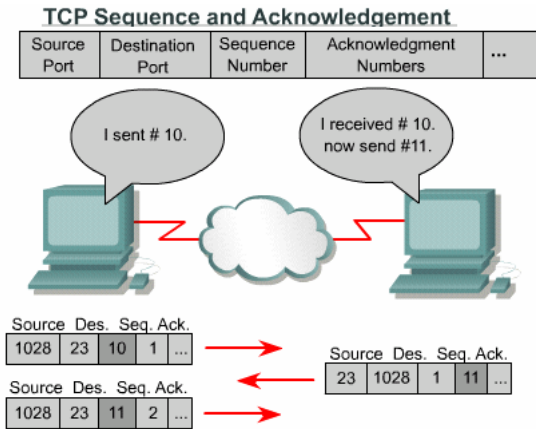 TCP Sequence and Acknowledgement
Source Port Destination Port Sequence Number Acknowledgment Numbers ...
I sent # 10.
I received # 10.
now send #11.
Source Des. Seq. Ack.
1028 23 10 1 ...
Source Des. Seq. Ack.
23 1028 1 11 ...
Source Des. Seq. Ack.
1028 23 11 2 ...